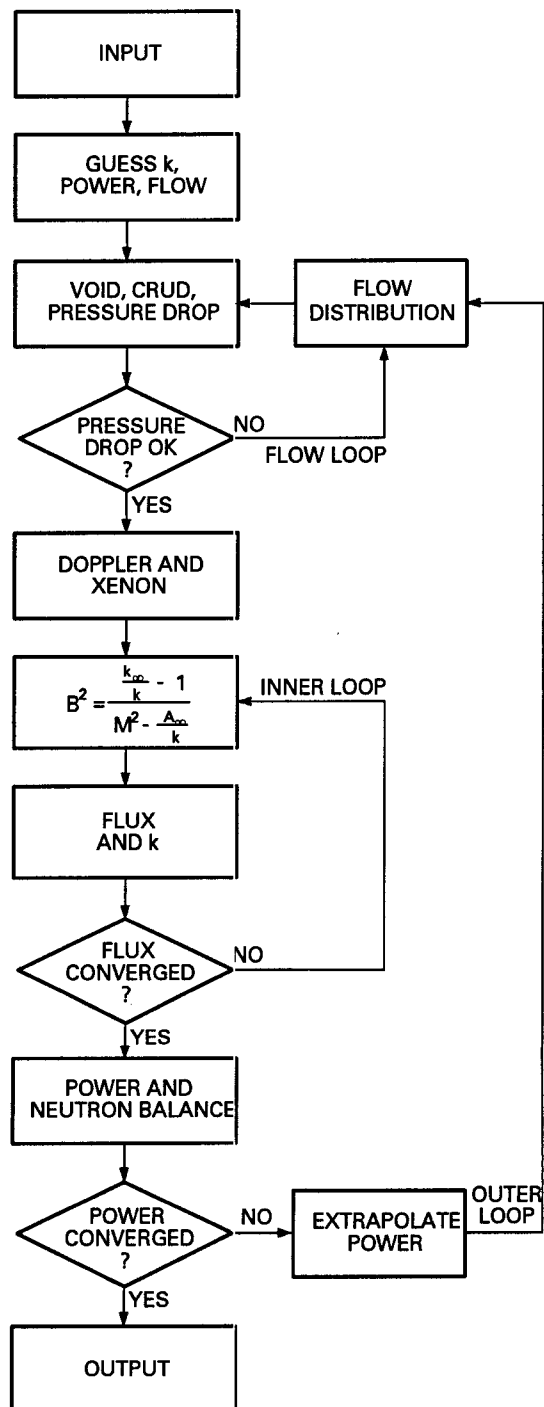 INPUT
GUESS k,
POWER, FLOW
VOID, CRUD,
PRESSURE DROP
FLOW
DISTRIBUTION
PRESSURE
DROP OK
?
NO
FLOW LOOP
YES
DOPPLER AND
XENON
B² = (k∞/k - 1) / (M² - A∞/k)
INNER LOOP
FLUX
AND k
FLUX
CONVERGED
?
NO
YES
POWER AND
NEUTRON BALANCE
POWER
CONVERGED
?
NO
EXTRAPOLATE
POWER
OUTER
LOOP
YES
OUTPUT